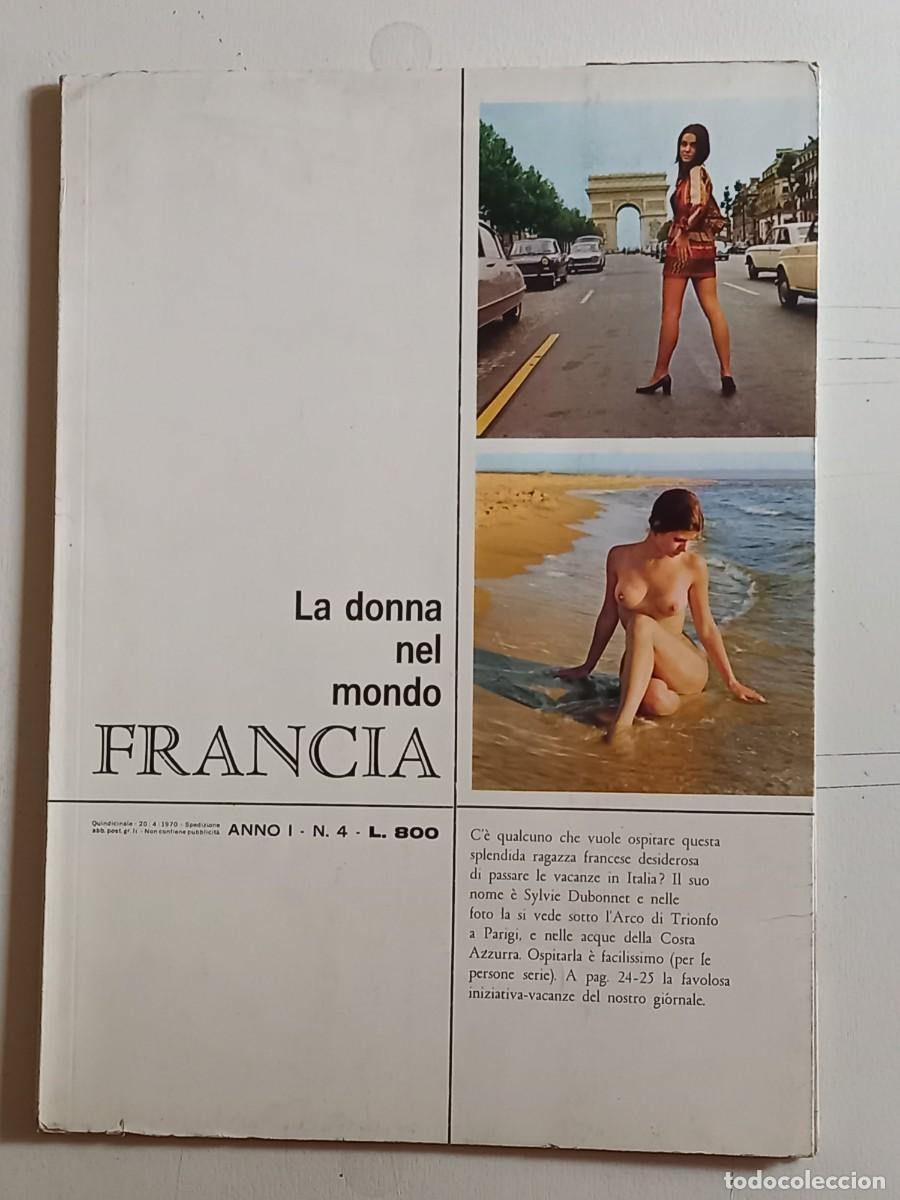 La donna
nel
mondo
FRANCIA
Quindicinale - 20/4/1970 - Spedizione
abb. post. gr. II - Non contiene pubblicità
ANNO I - N. 4 - L. 800
C'è qualcuno che vuole ospitare questa
splendida ragazza francese desiderosa
di passare le vacanze in Italia? Il suo
nome è Sylvie Dubonnet e nelle
foto la si vede sotto l'Arco di Trionfo
a Parigi, e nelle acque della Costa
Azzurra. Ospitarla è facilissimo (per le
persone serie). A pag. 24-25 la favolosa
iniziativa-vacanze del nostro giornale.
todocoleccion